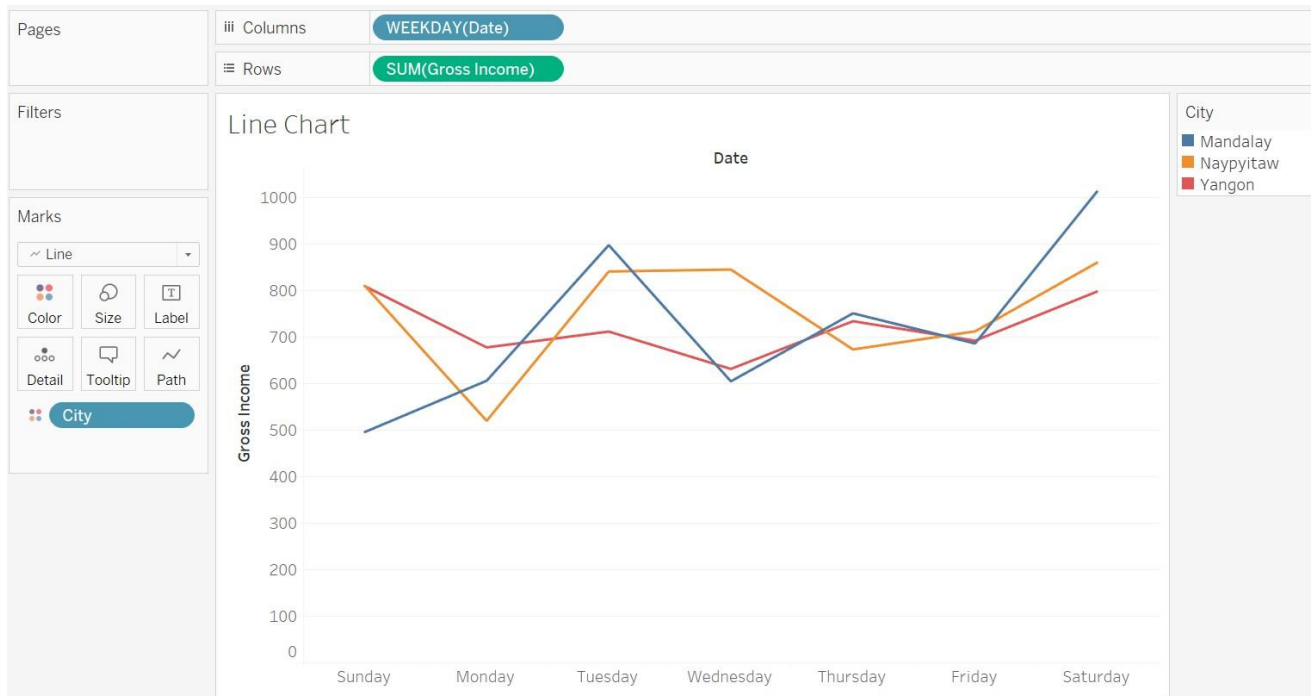 Pages
iii Columns
WEEKDAY(Date)
Rows
SUM(Gross Income)
Filters
Marks
Line
Color
Size
T
Label
Detail
Tooltip
Path
City
Line Chart
Date
Gross Income
1000
900
800
700
600
500
400
300
200
100
0
Sunday
Monday
Tuesday
Wednesday
Thursday
Friday
Saturday
City
Mandalay
Naypyitaw
Yangon